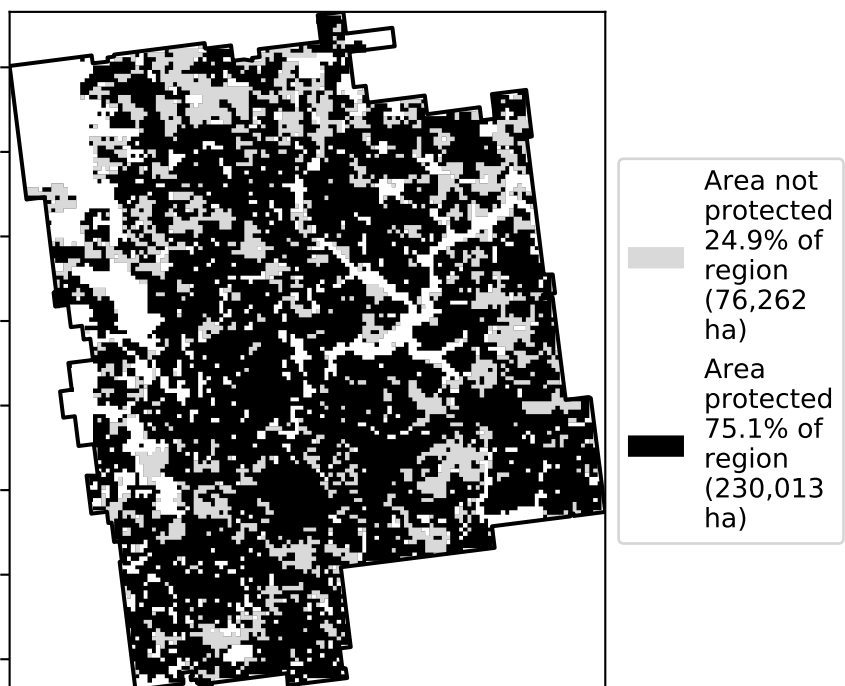 Area not
protected
24.9% of
region
(76,262
ha)
Area
protected
75.1% of
region
(230,013
ha)